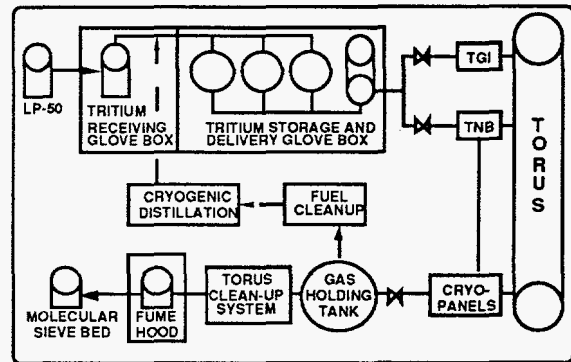 TGI
LP-50
TRITIUM
RECEIVING
GLOVE BOX
TRITIUM STORAGE AND
DELIVERY GLOVE BOX
TNB
TORUS
CRYOGENIC
DISTILLATION
FUEL
CLEANUP
MOLECULAR
SIEVE BED
FUME
HOOD
TORUS
CLEAN-UP
SYSTEM
GAS
HOLDING
TANK
CRYO-
PANELS